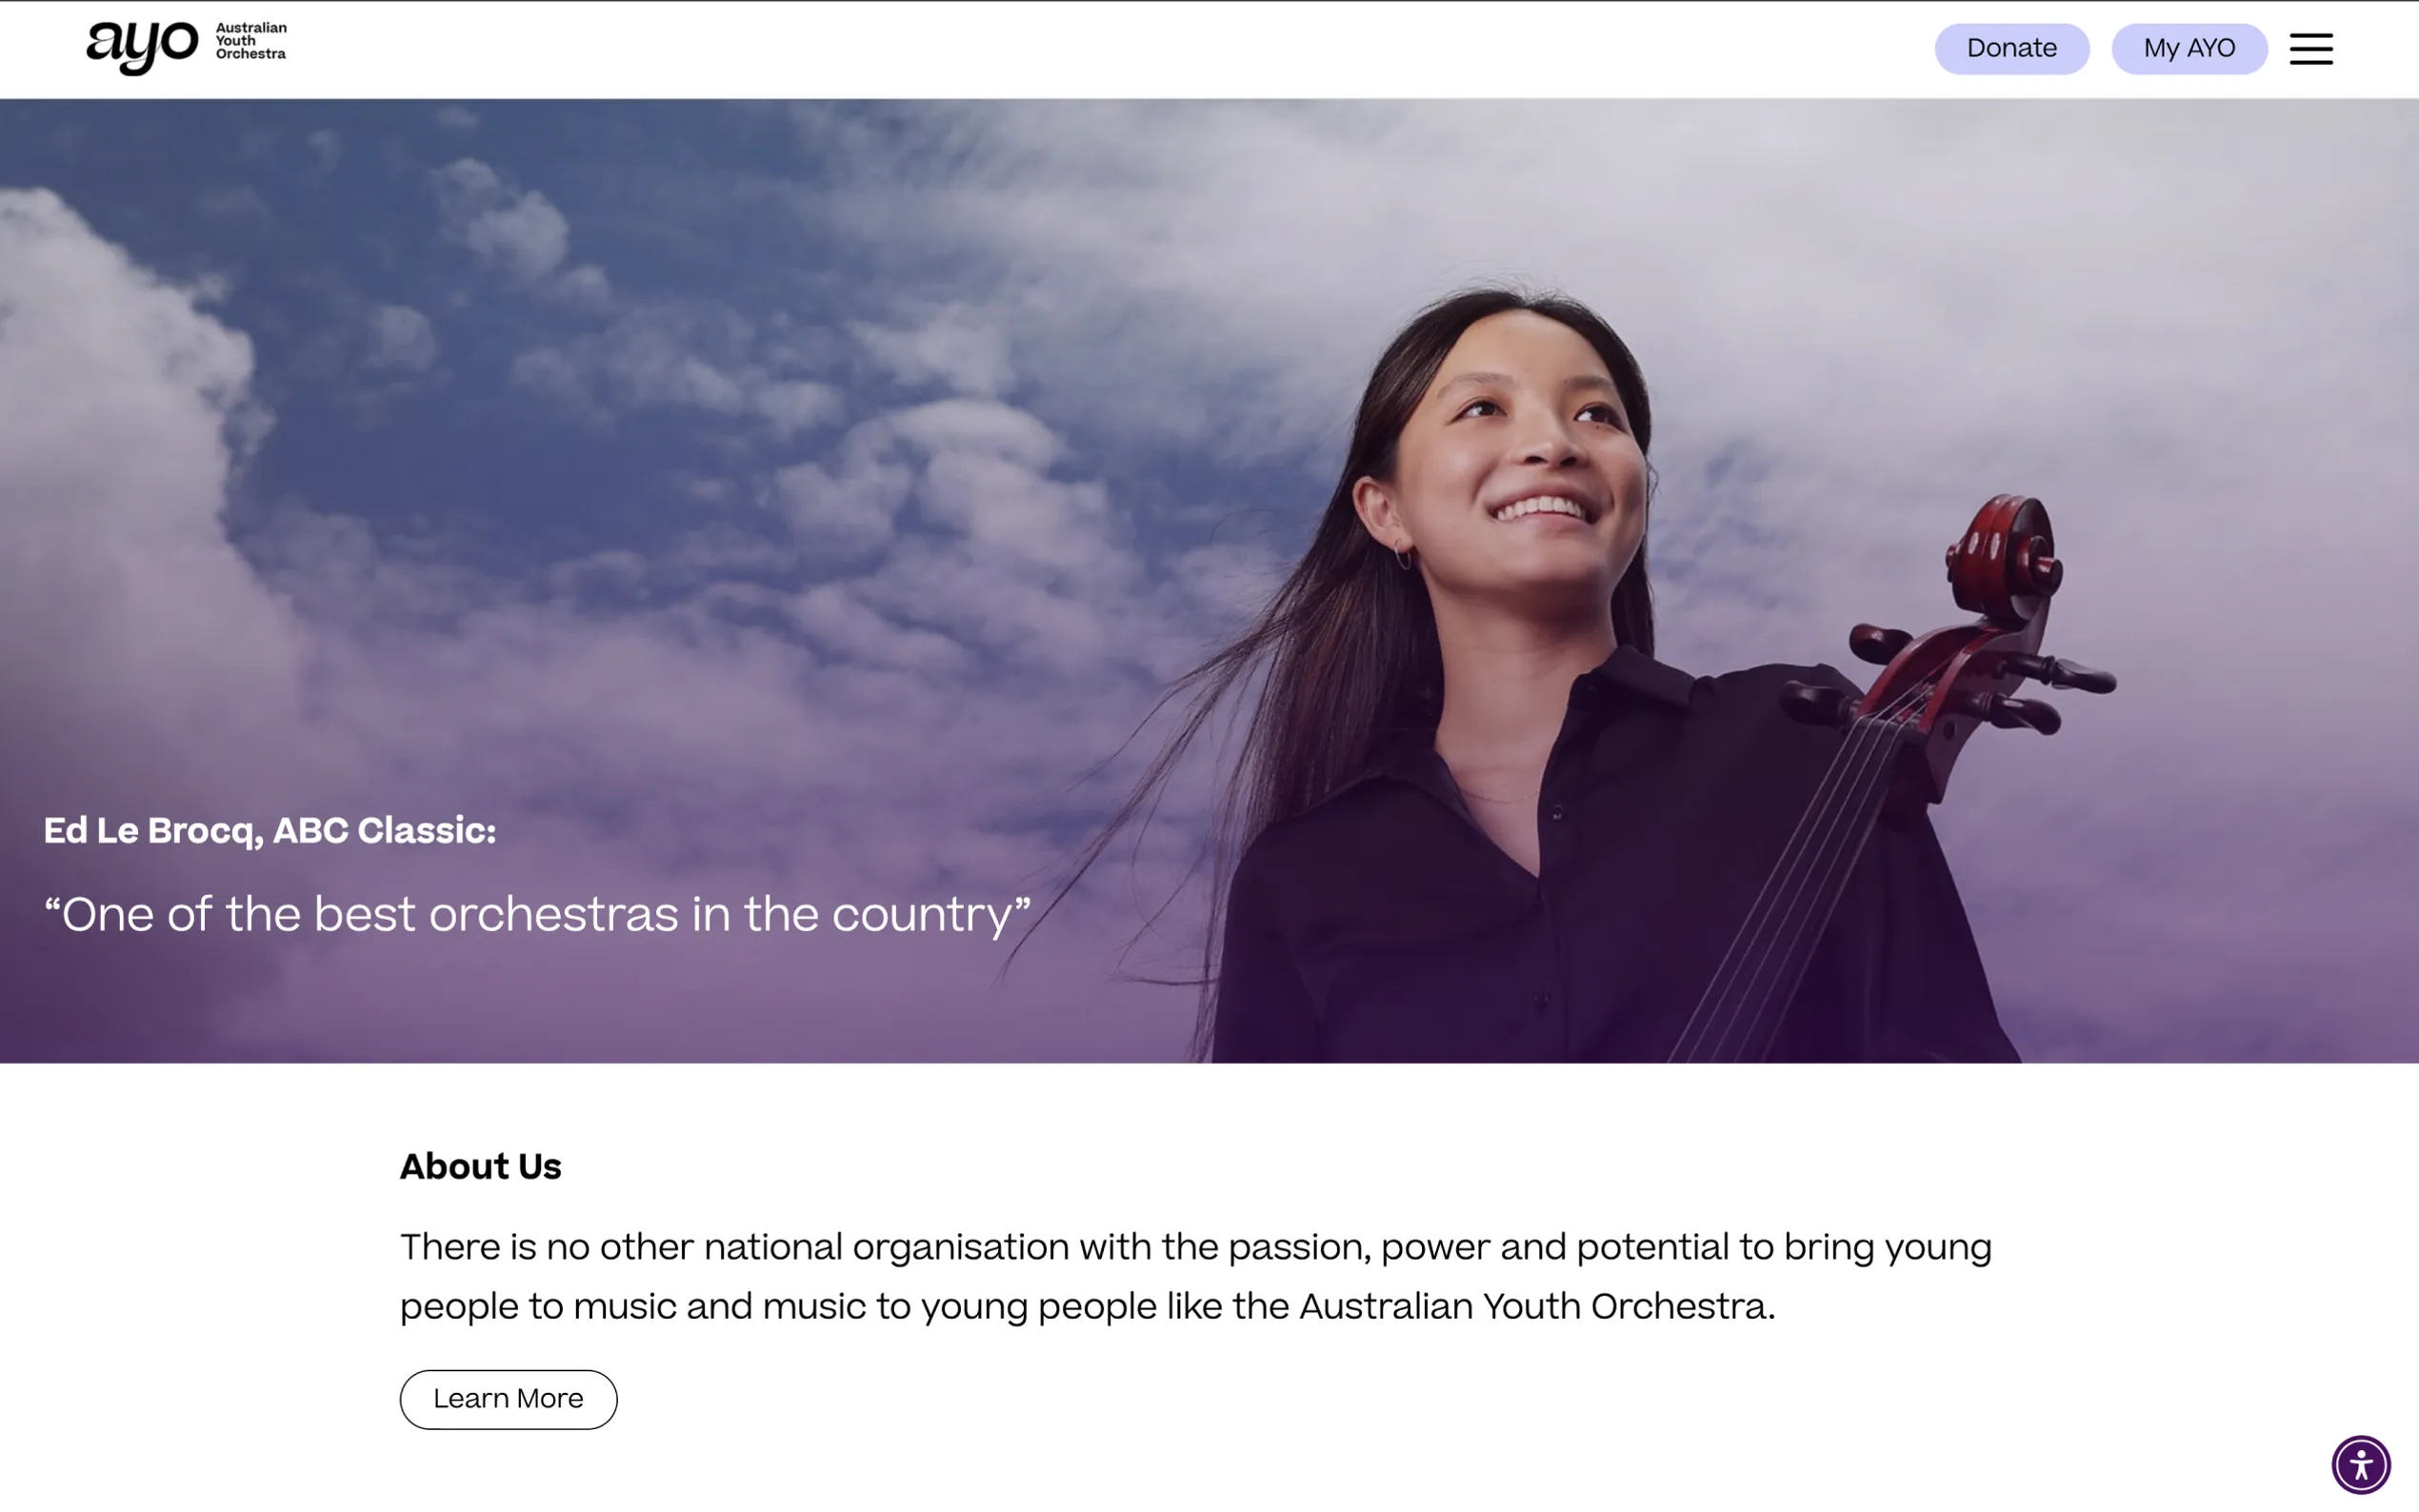 ayo
Australian
Youth
Orchestra
Donate
My AYO
Ed Le Brocq, ABC Classic:
“One of the best orchestras in the country”
About Us
There is no other national organisation with the passion, power and potential to bring young
people to music and music to young people like the Australian Youth Orchestra.
Learn More